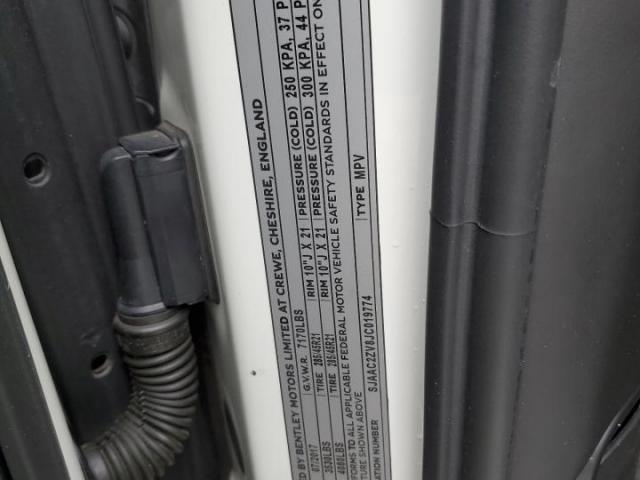 ED BY BENTLEY MOTORS LIMITED AT CREWE, CHESHIRE, ENGLAND
07/2017 G.V.W.R. 7170LBS
3530LBS TIRE 285/45R21 RIM 10"J X 21 PRESSURE (COLD) 250 KPA, 37 P
4080LBS TIRE 285/45R21 RIM 10"J X 21 PRESSURE (COLD) 300 KPA, 44 P
FORMS TO ALL APPLICABLE FEDERAL MOTOR VEHICLE SAFETY STANDARDS IN EFFECT ON
TURE SHOWN ABOVE
ATION NUMBER SJAAC2ZV8JC019774 TYPE MPV